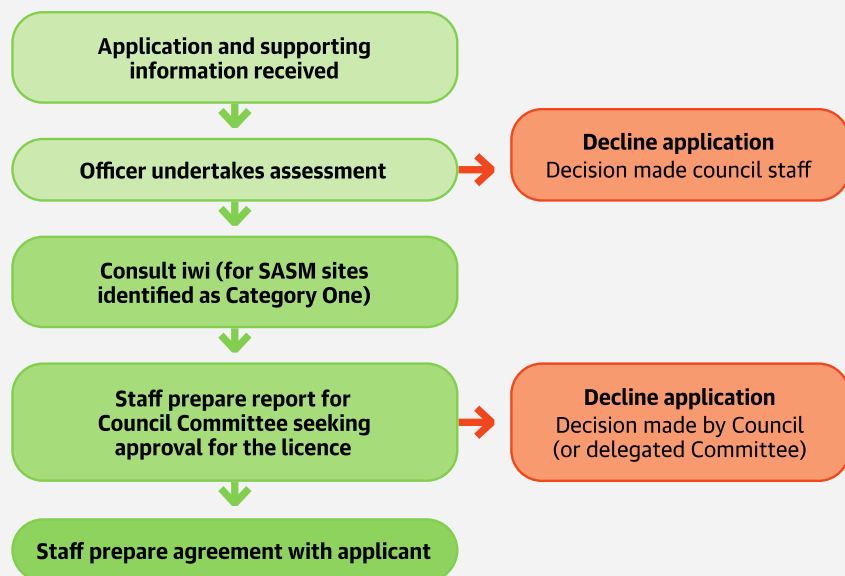 Application and supporting
information received
Officer undertakes assessment
Decline application
Decision made council staff
Consult iwi (for SASM sites
identified as Category One)
Staff prepare report for
Council Committee seeking
approval for the licence
Decline application
Decision made by Council
(or delegated Committee)
Staff prepare agreement with applicant